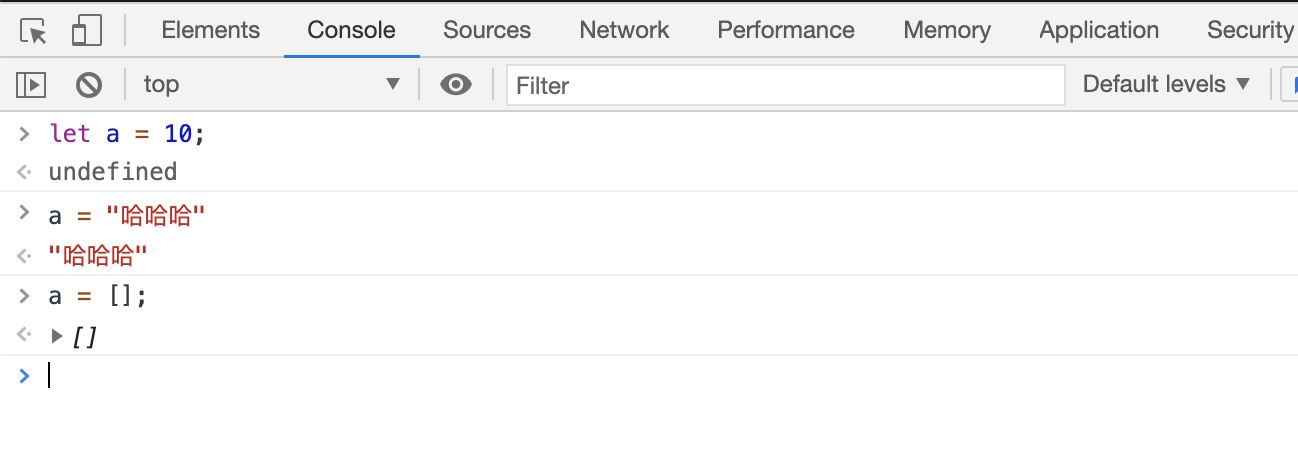 Elements Console Sources Network Performance Memory Application Security
top Filter Default levels
let a = 10;
undefined
a = "哈哈哈"
"哈哈哈"
a = [];
[]